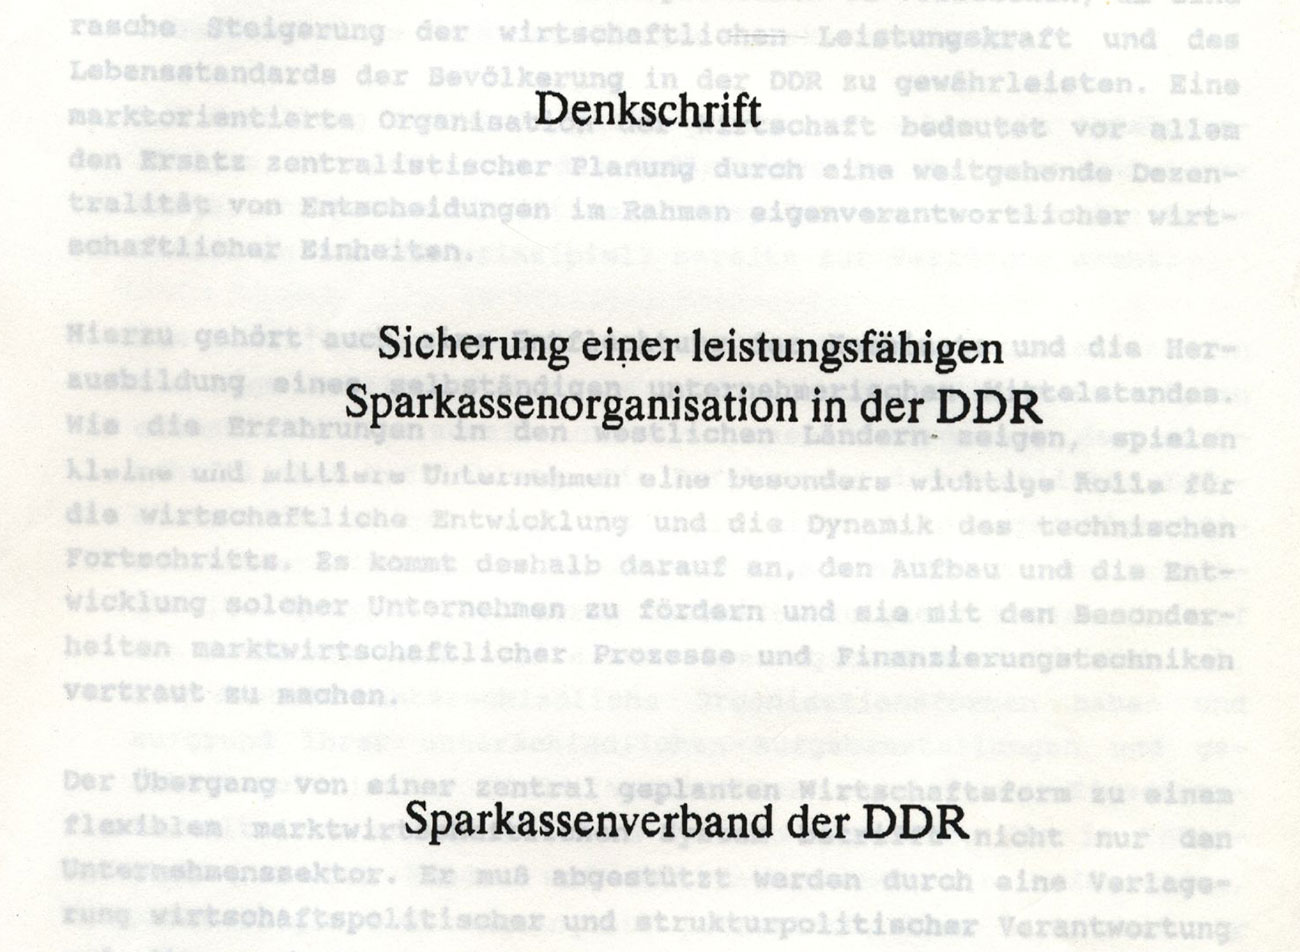 rasche Steigerung der wirtschaftlichen Leistungskraft und des
Lebensstandards der Bevölkerung in der DDR zu gewährleisten. Eine
Denkschrift
marktorientierte Organisation der Wirtschaft bedeutet vor allem
den Ersatz zentralistischer Planung durch eine weitgehende Dezen-
tralität von Entscheidungen im Rahmen eigenverantwortlicher wirt-
schaftlicher Einheiten.
Hierzu gehört auch und die Her-
Sicherung einer leistungsfähigen
ausbildung eines selbständigen unternehmerischen Mittelstandes.
Sparkassenorganisation in der DDR
Wie die Erfahrungen in den westlichen Ländern zeigen, spielen
kleine und mittlere Unternehmen eine besonders wichtige Rolle für
die wirtschaftliche Entwicklung und die Dynamik des technischen
Fortschritts. Es kommt deshalb darauf an, den Aufbau und die Ent-
wicklung solcher Unternehmen zu fördern und sie mit den Besonder-
heiten marktwirtschaftlicher Prozesse und Finanzierungstechniken
vertraut zu machen.
Der Übergang von einer zentral geplanten Wirtschaftsform zu einem
Sparkassenverband der DDR
flexiblen nicht nur den
Unternehmenssektor. Er muß abgestützt werden durch eine Verlage-
rung wirtschaftspolitischer und strukturpolitischer Verantwortung